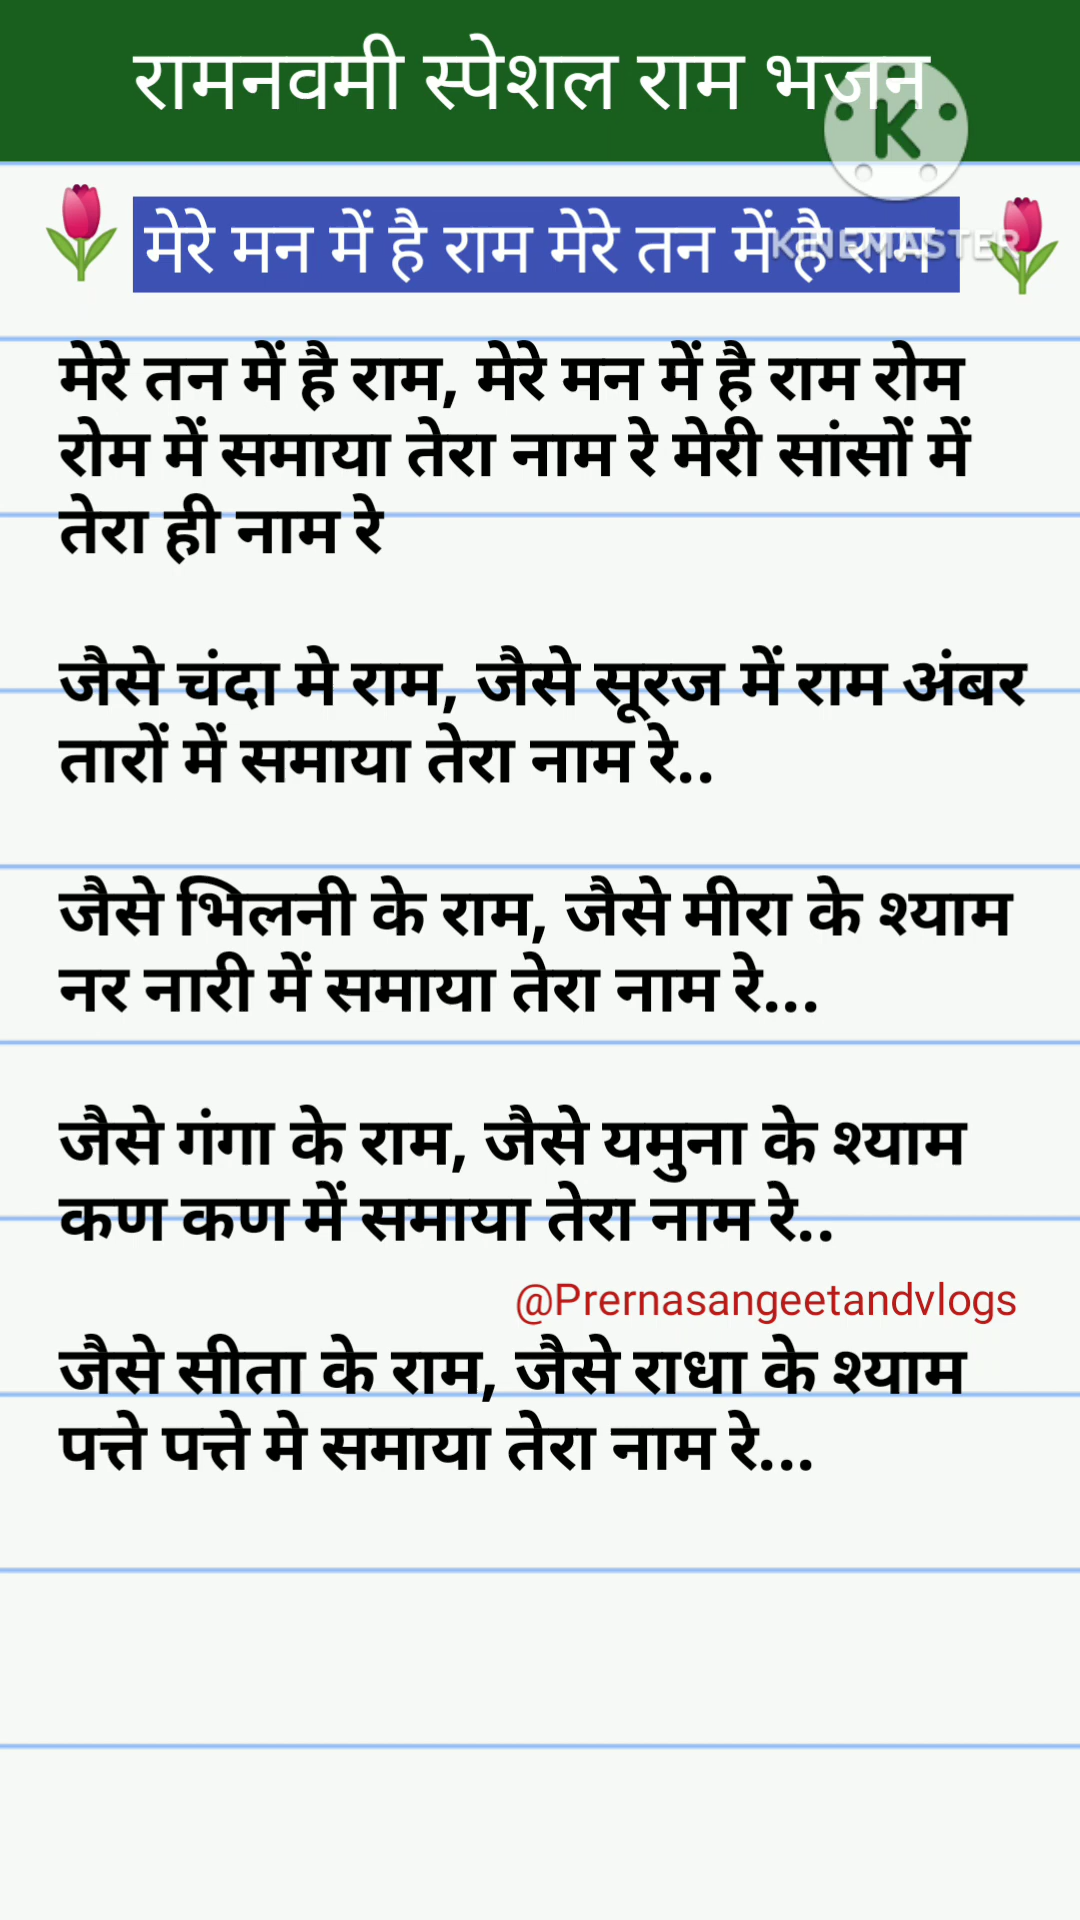 रामनवमी स्पेशल राम भजन
K
मेरे मन में है राम मेरे तन में है राम
KINEMASTER
मेरे तन में है राम, मेरे मन में है राम रोम
रोम में समाया तेरा नाम रे मेरी सांसों में
तेरा ही नाम रे
जैसे चंदा मे राम, जैसे सूरज में राम अंबर
तारों में समाया तेरा नाम रे..
जैसे भिलनी के राम, जैसे मीरा के श्याम
नर नारी में समाया तेरा नाम रे...
जैसे गंगा के राम, जैसे यमुना के श्याम
कण कण में समाया तेरा नाम रे..
@Prernasangeetandvlogs
जैसे सीता के राम, जैसे राधा के श्याम
पत्ते पत्ते मे समाया तेरा नाम रे...